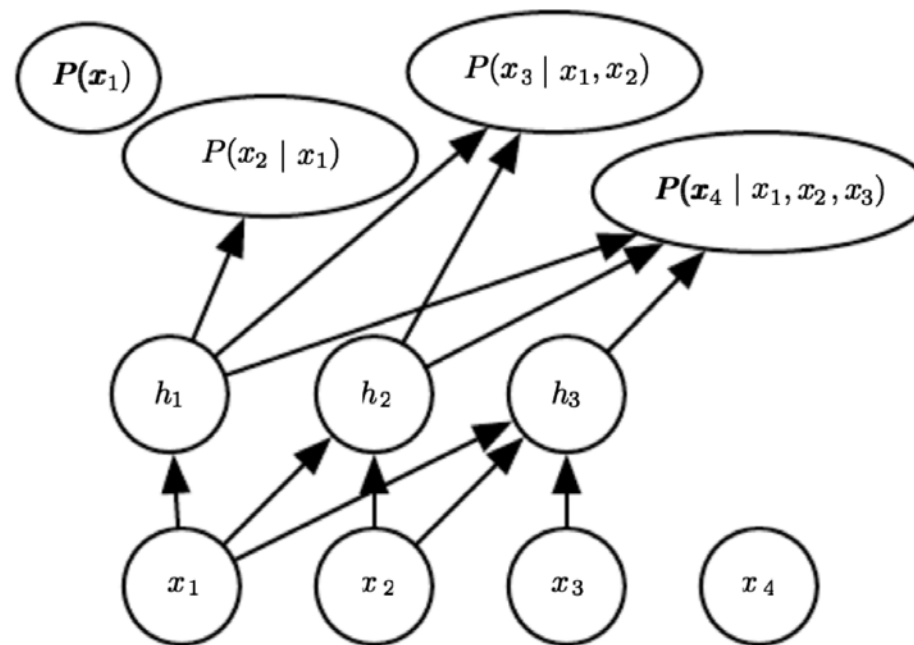 P(x₁)
P(x₃ | x₁, x₂)
P(x₂ | x₁)
P(x₄ | x₁, x₂, x₃)
h₁
h₂
h₃
x₁
x₂
x₃
x₄